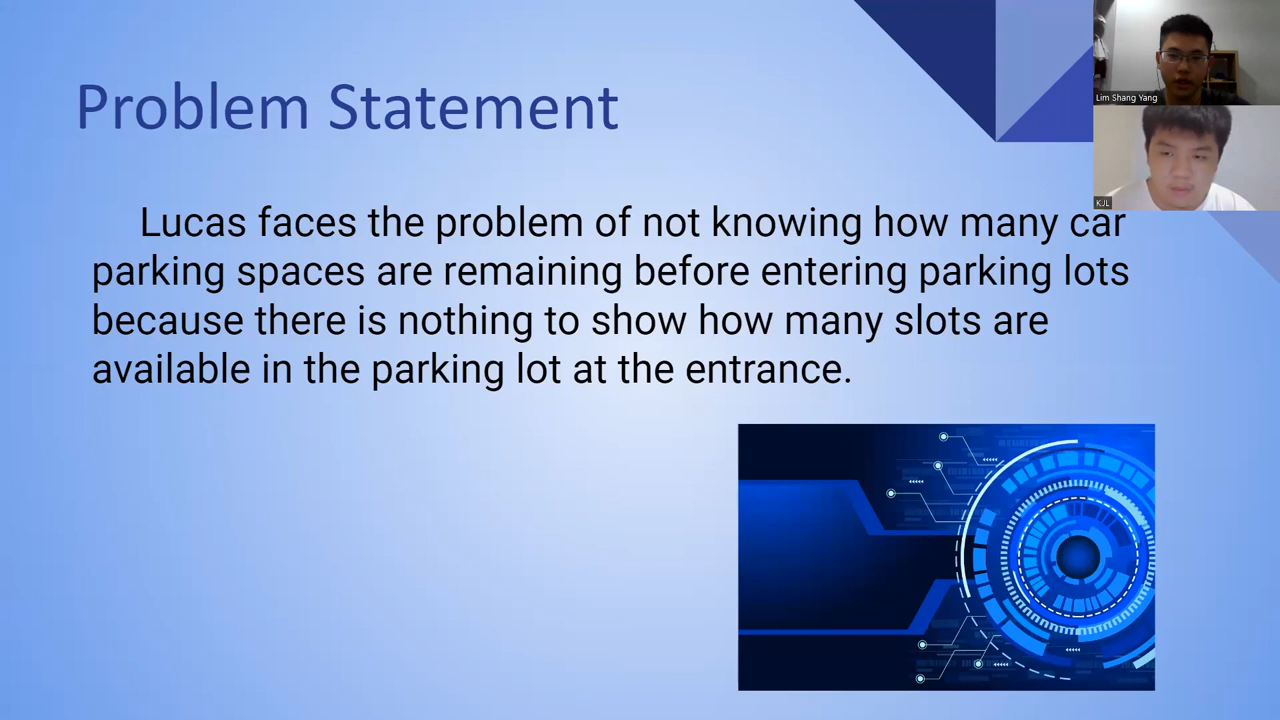 Problem Statement
Lim Shang Yang
KJL
Lucas faces the problem of not knowing how many car
parking spaces are remaining before entering parking lots
because there is nothing to show how many slots are
available in the parking lot at the entrance.